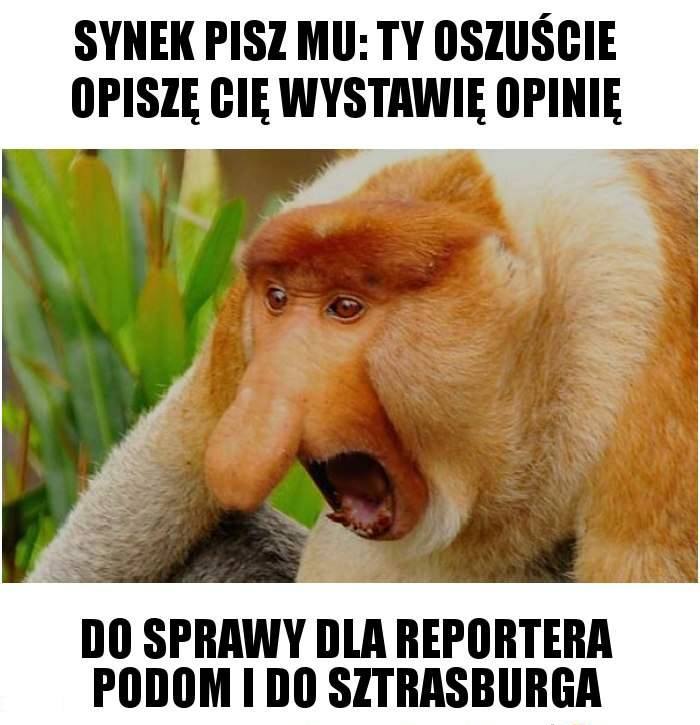 SYNEK PISZ MU: TY OSZUŚCIE
OPISZĘ CIĘ WYSTAWIĘ OPINIĘ
DO SPRAWY DLA REPORTERA
PODOM I DO SZTRASBURGA